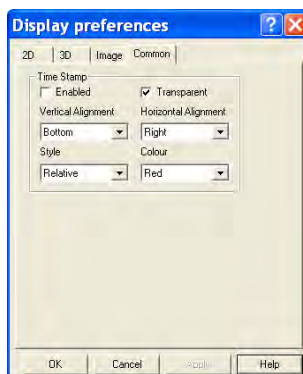 Display preferences
2D 3D Image Common
Time Stamp
Enabled Transparent
Vertical Alignment Horizontal Alignment
Bottom Right
Style Colour
Relative Red
OK Cancel Apply Help